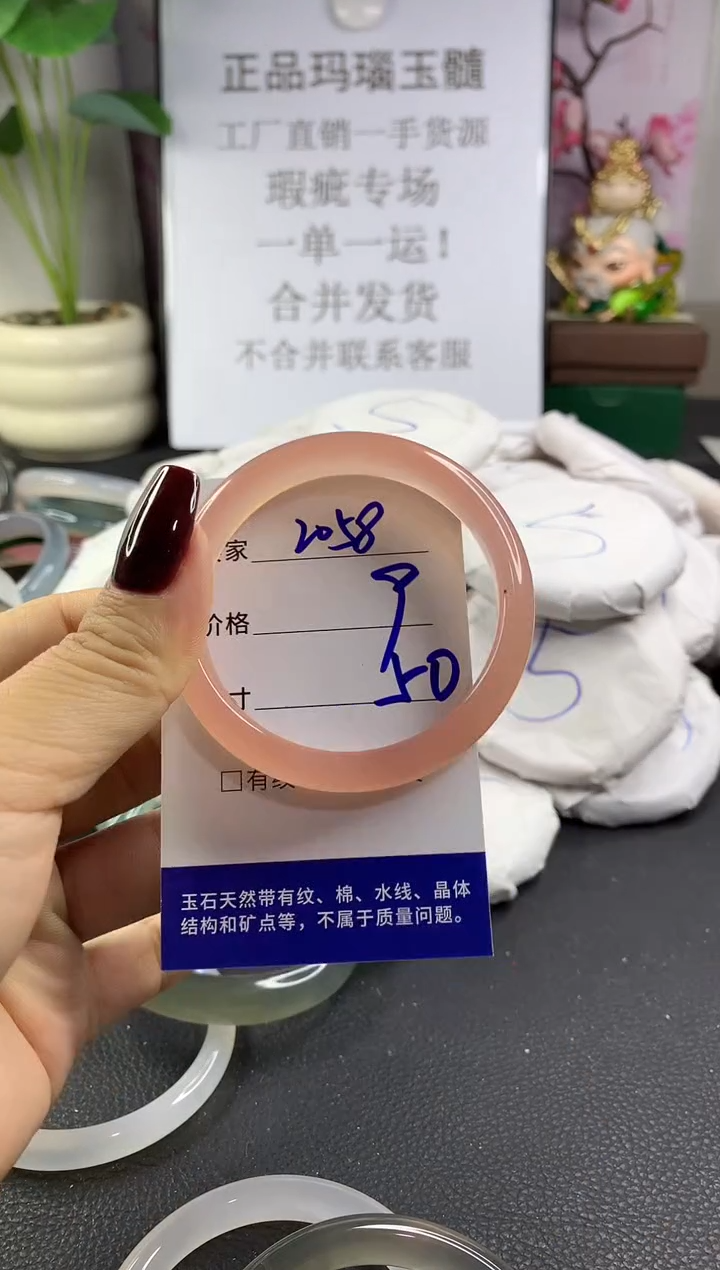 正品玛瑙玉髓
工厂直销一手货源
瑕疵专场
一单一运！
合并发货
不合并联系客服
家 2058
价格
寸 50
□有纹
玉石天然带有纹、棉、水线、晶体
结构和矿点等，不属于质量问题。
S
S
5